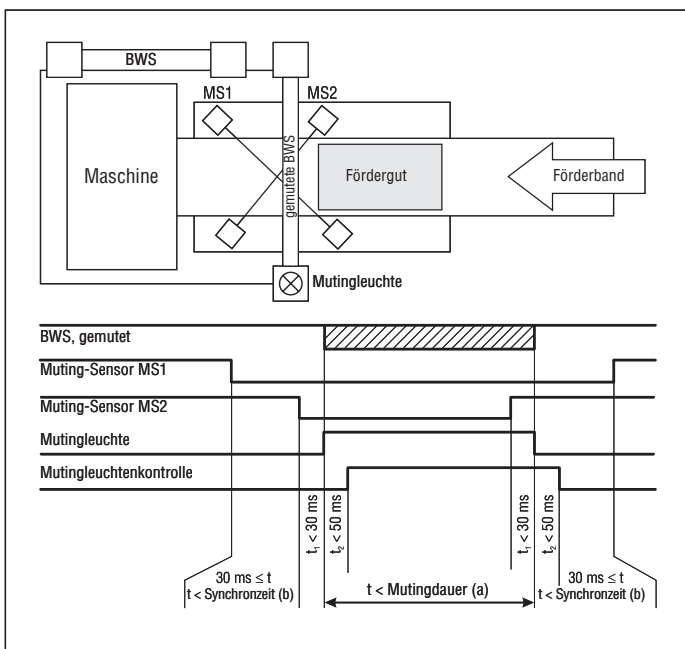 BWS
MS1
MS2
Maschine
gemutete BWS
Fördergut
Förderband
Mutingleuchte
BWS, gemutet
Muting-Sensor MS1
Muting-Sensor MS2
Mutingleuchte
Mutingleuchtenkontrolle
t₁ < 30 ms
t₂ < 50 ms
t₁ < 30 ms
t₂ < 50 ms
30 ms ≤ t
t < Synchronzeit (b)
t < Mutingdauer (a)
30 ms ≤ t
t < Synchronzeit (b)